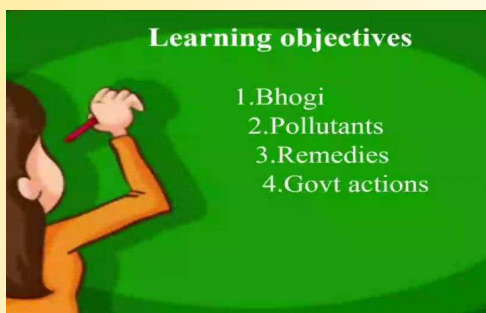 Learning objectives
1.Bhogi
2.Pollutants
3.Remedies
4.Govt actions